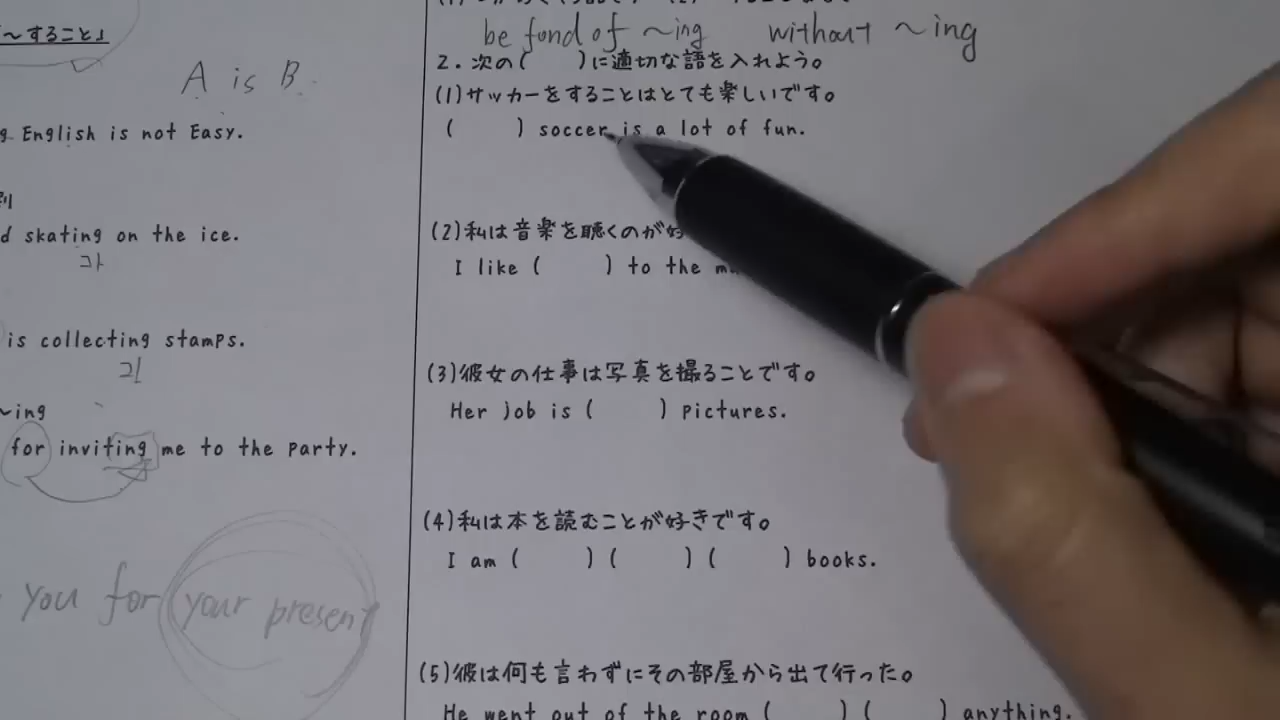 「～すること」
A is B.
English is not Easy.
skating on the ice.
コト
is collecting stamps.
～ing
for inviting me to the party.
you for your present
be fond of ～ing without ～ing
2.次の( )に適切な語を入れよう。
(1)サッカーをすることはとても楽しいです。
( ) soccer is a lot of fun.
(2)私は音楽を聴くのが好
I like ( ) to the
(3)彼女の仕事は写真を撮ることです。
Her job is ( ) pictures.
(4)私は本を読むことが好きです。
I am ( ) ( ) ( ) books.
(5)彼は何も言わずにその部屋から出て行った。
He went out of the room ( ) ( ) anything.